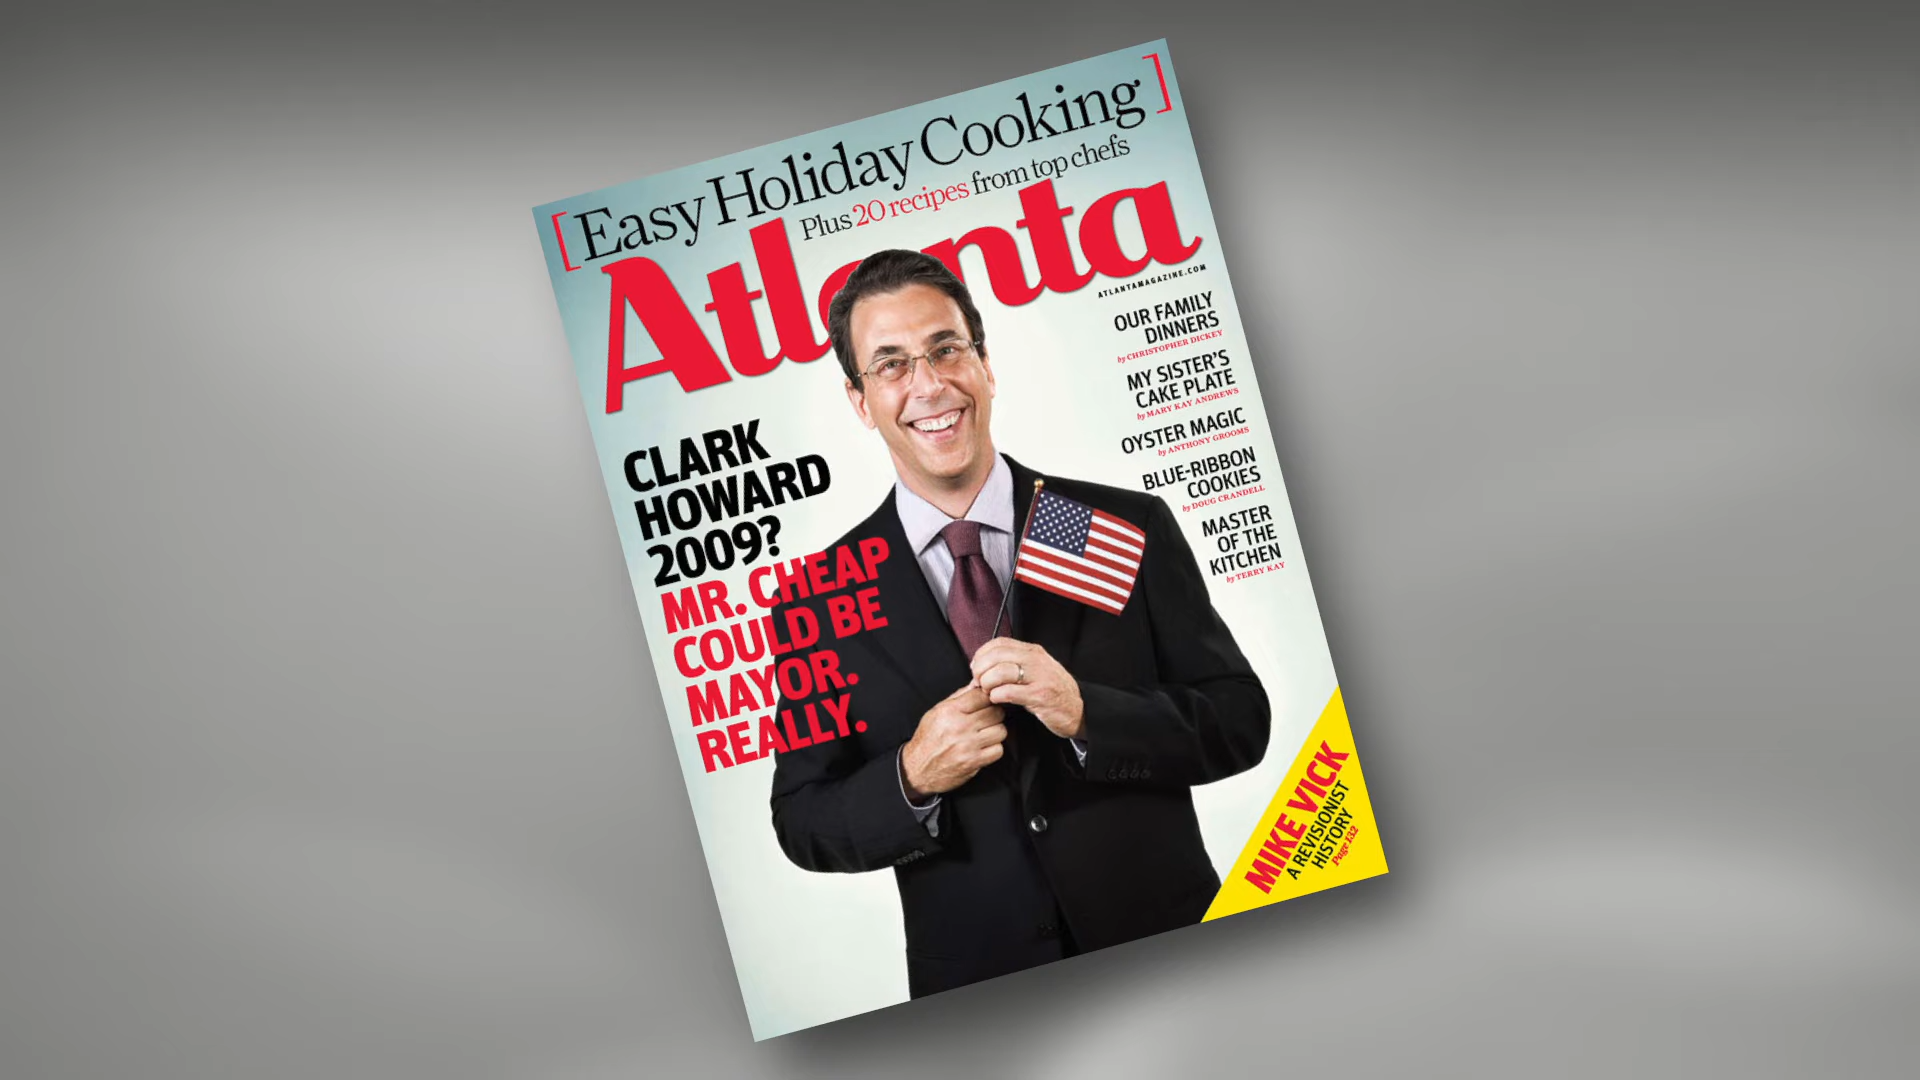 [Easy Holiday Cooking]
Plus 20 recipes from top chefs
Atlanta
ATLANTAMAGAZINE.COM
CLARK
HOWARD
2009?
MR. CHEAP
COULD BE
MAYOR.
REALLY.
OUR FAMILY
DINNERS
by CHRISTOPHER DICKEY
MY SISTER'S
CAKE PLATE
by MARY KAY ANDREWS
OYSTER MAGIC
by ANTHONY GROOMS
BLUE-RIBBON
COOKIES
by DOUG CRANDELL
MASTER
OF THE
KITCHEN
by TERRY KAY
MIKE VICK
A REVISIONIST
HISTORY
Page 132